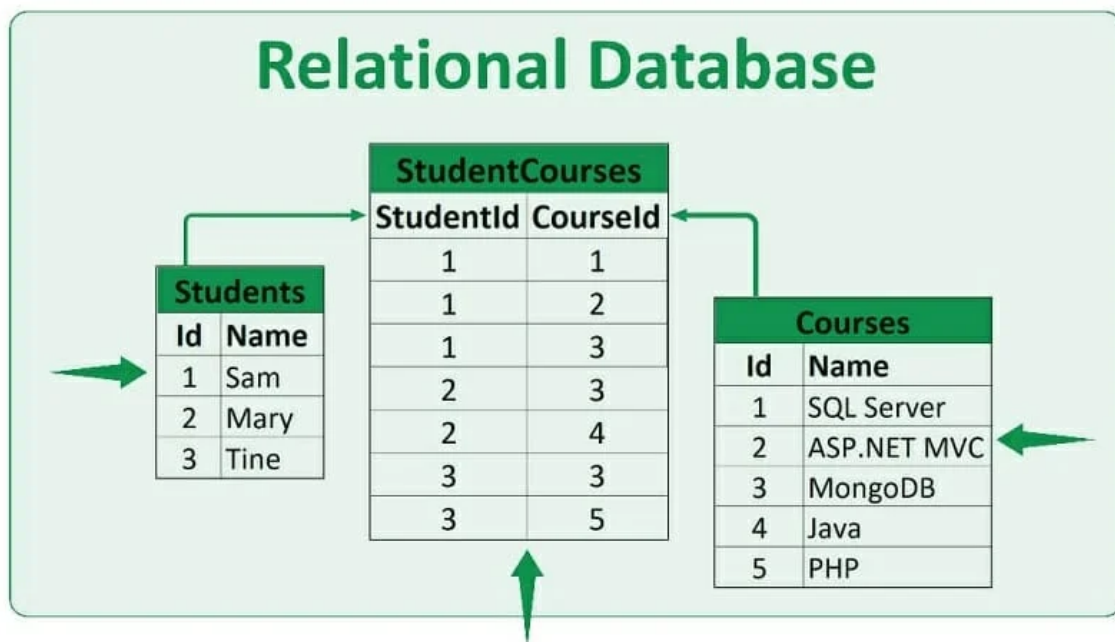 Relational Database
StudentCourses
StudentId CourseId
1 1
1 2
1 3
2 3
2 4
3 3
3 5
Students
Id Name
1 Sam
2 Mary
3 Tine
Courses
Id Name
1 SQL Server
2 ASP.NET MVC
3 MongoDB
4 Java
5 PHP